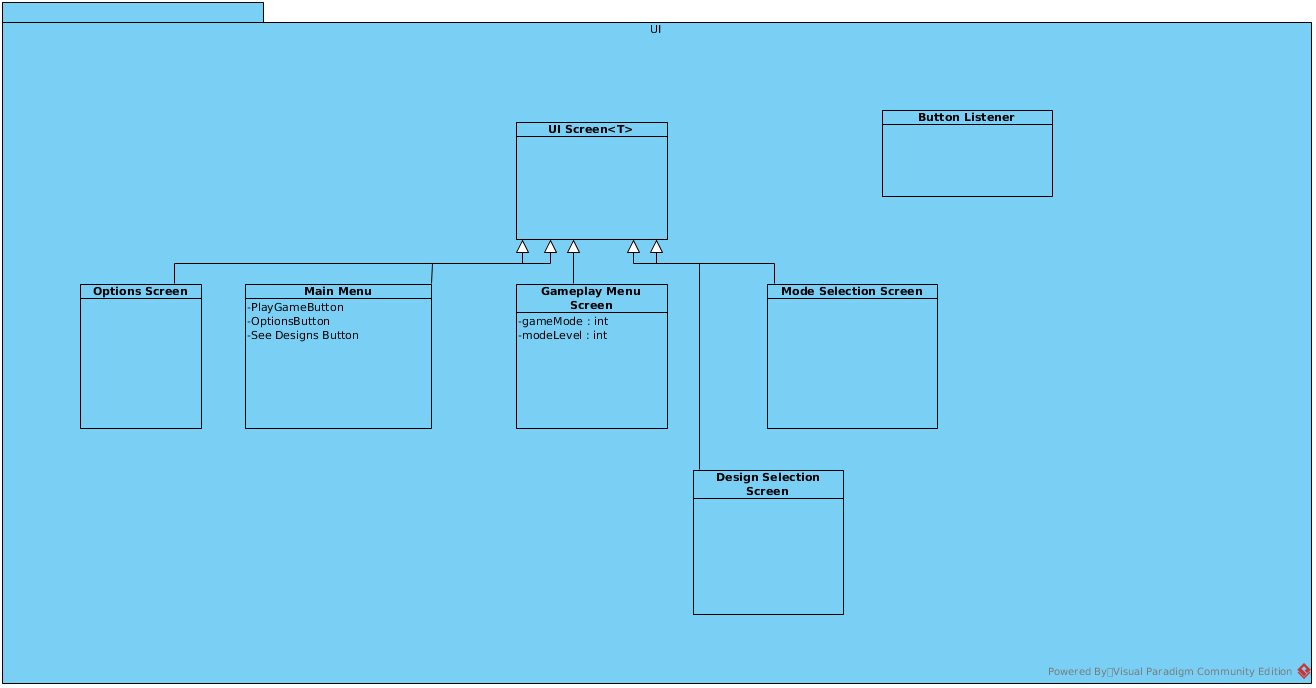 UI
UI Screen<T>
Button Listener
Options Screen
Main Menu
-PlayGameButton
-OptionsButton
-See Designs Button
Gameplay Menu
Screen
-gameMode : int
-modeLevel : int
Mode Selection Screen
Design Selection
Screen
Powered By Visual Paradigm Community Edition